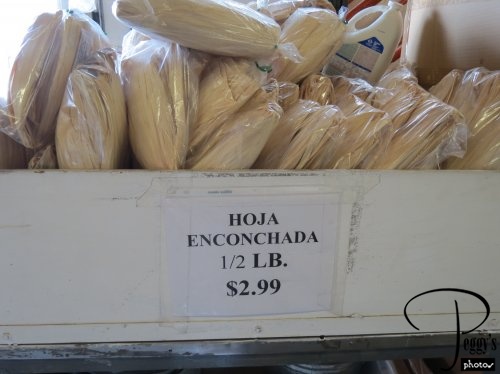 HOJA
ENCONCHADA
1/2 LB.
$2.99
Peggy's
photos